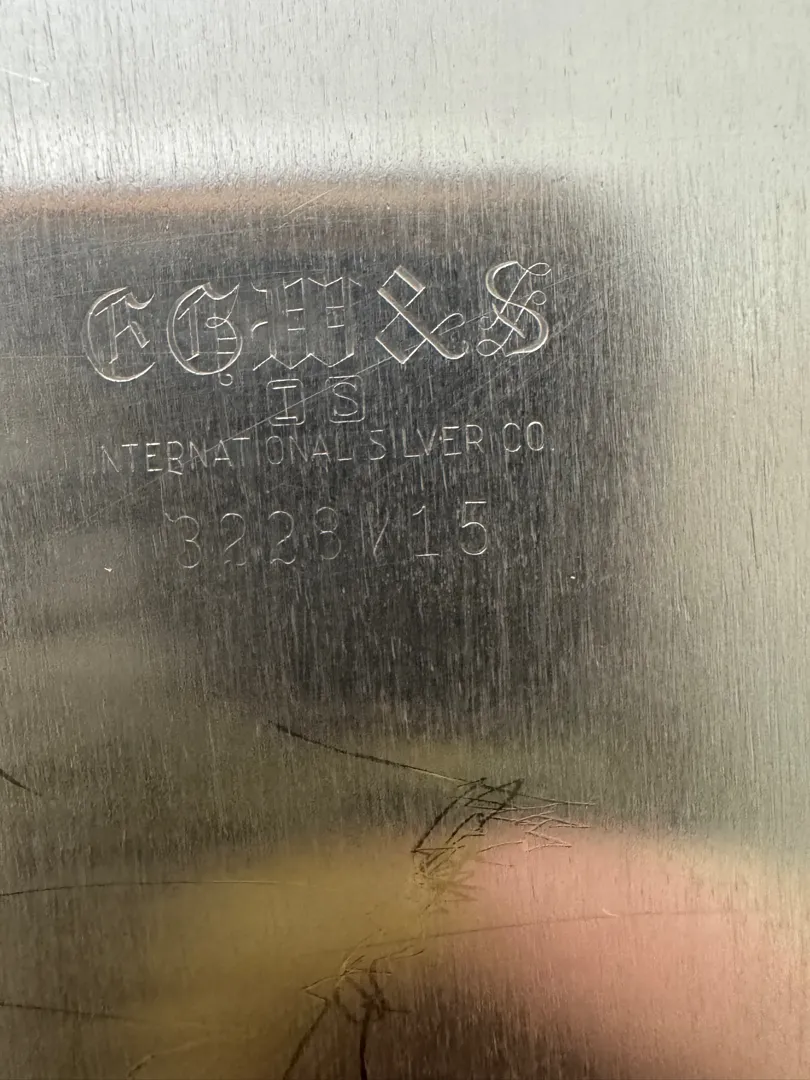 EGW&S
IS
INTERNATIONAL SILVER CO.
3228/15